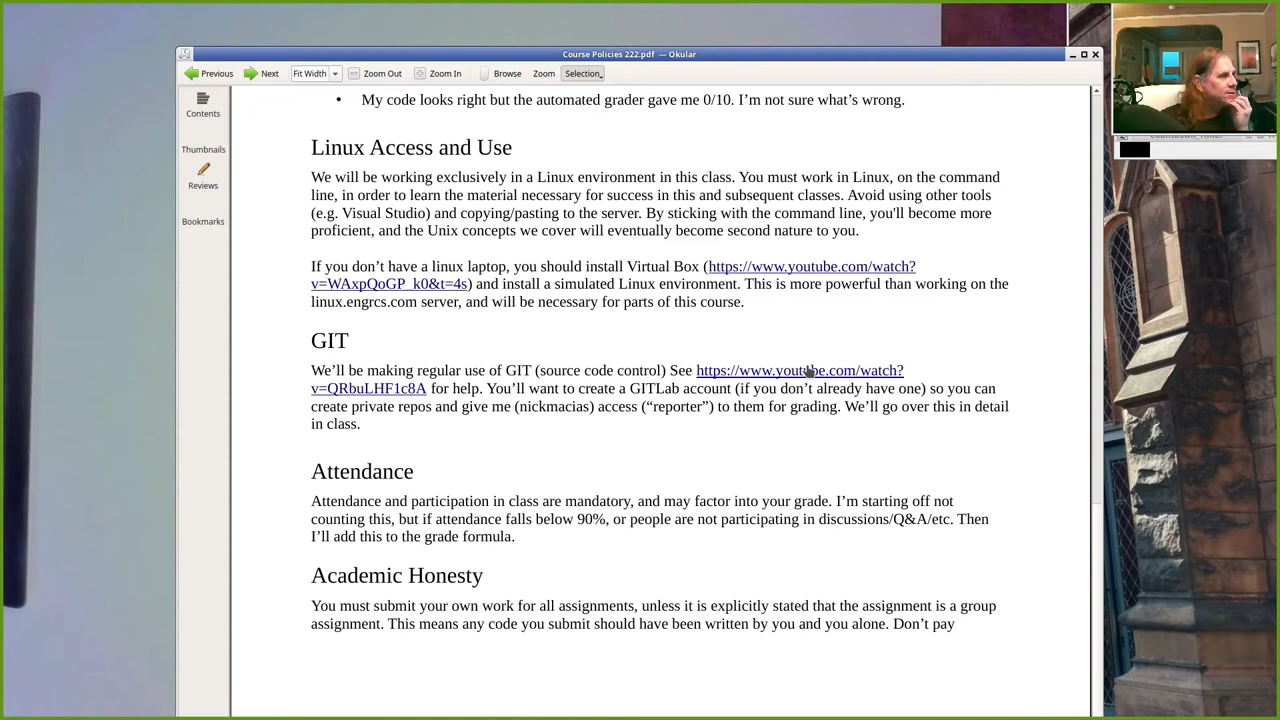 Course Policies 222.pdf — Okular
Previous Next Fit Width Zoom Out Zoom In Browse Zoom Selection
Contents
Thumbnails
Reviews
Bookmarks
• My code looks right but the automated grader gave me 0/10. I’m not sure what’s wrong.
Linux Access and Use
We will be working exclusively in a Linux environment in this class. You must work in Linux, on the command
line, in order to learn the material necessary for success in this and subsequent classes. Avoid using other tools
(e.g. Visual Studio) and copying/pasting to the server. By sticking with the command line, you'll become more
proficient, and the Unix concepts we cover will eventually become second nature to you.
If you don’t have a linux laptop, you should install Virtual Box (https://www.youtube.com/watch?
v=WAxpQoGP_k0&t=4s) and install a simulated Linux environment. This is more powerful than working on the
linux.engrcs.com server, and will be necessary for parts of this course.
GIT
We’ll be making regular use of GIT (source code control) See https://www.youtube.com/watch?
v=QRbuLHF1c8A for help. You’ll want to create a GITLab account (if you don’t already have one) so you can
create private repos and give me (nickmacias) access (“reporter”) to them for grading. We’ll go over this in detail
in class.
Attendance
Attendance and participation in class are mandatory, and may factor into your grade. I’m starting off not
counting this, but if attendance falls below 90%, or people are not participating in discussions/Q&A/etc. Then
I’ll add this to the grade formula.
Academic Honesty
You must submit your own work for all assignments, unless it is explicitly stated that the assignment is a group
assignment. This means any code you submit should have been written by you and you alone. Don’t pay